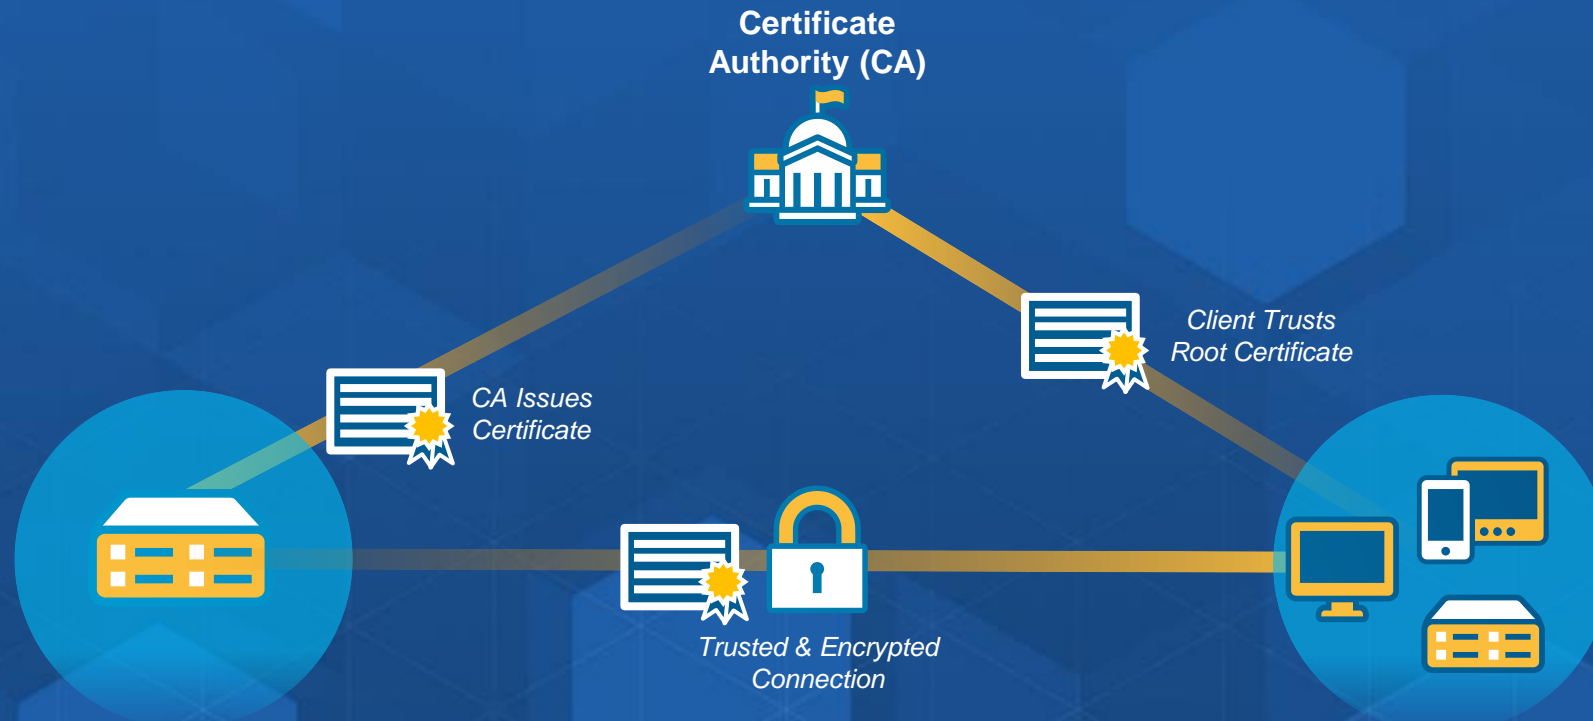 Certificate
Authority (CA)
Client Trusts
Root Certificate
CA Issues
Certificate
Trusted & Encrypted
Connection